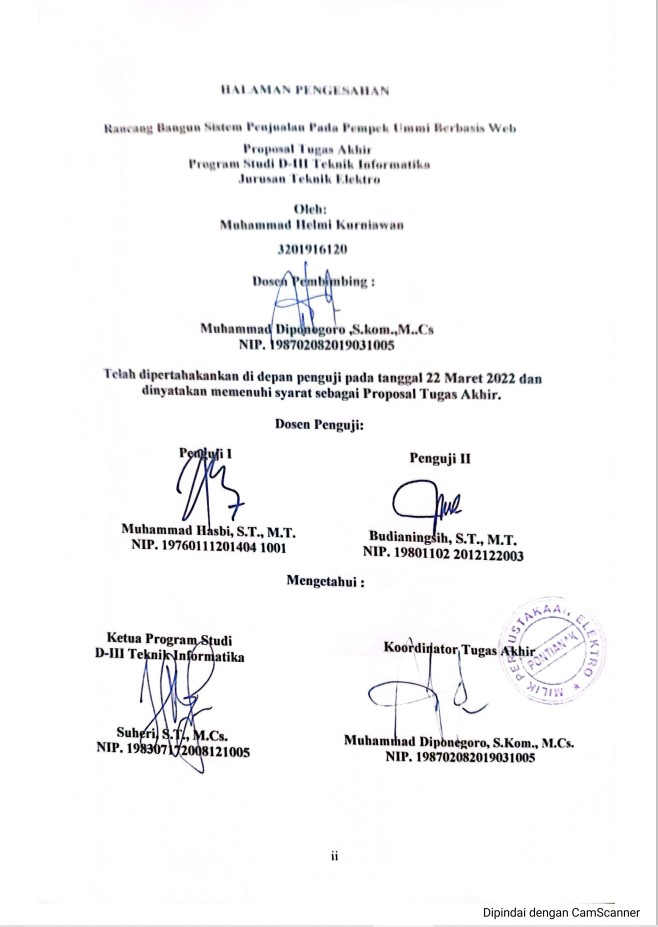 HALAMAN PENGESAHAN
Rancang Bangun Sistem Penjualan Pada Pempek Ummi Berbasis Web
Proposal Tugas Akhir
Program Studi D-III Teknik Informatika
Jurusan Teknik Elektro
Oleh:
Muhammad Helmi Kurniawan
3201916120
Dosen Pembimbing :
Muhammad Diponegoro ,S.kom.,M..Cs
NIP. 198702082019031005
Telah dipertahakankan di depan penguji pada tanggal 22 Maret 2022 dan
dinyatakan memenuhi syarat sebagai Proposal Tugas Akhir.
Dosen Penguji:
Penguji I
Muhammad Hasbi, S.T., M.T.
NIP. 19760111201404 1001
Penguji II
Budianingsih, S.T., M.T.
NIP. 19801102 2012122003
Mengetahui :
Ketua Program Studi
D-III Teknik Informatika
Suheri, S.T., M.Cs.
NIP. 198307172008121005
Koordinator Tugas Akhir
Muhammad Diponegoro, S.Kom., M.Cs.
NIP. 198702082019031005
MILIK PERPUSTAKAAN ELEKTRO
PONTIANAK
ii
Dipindai dengan CamScanner